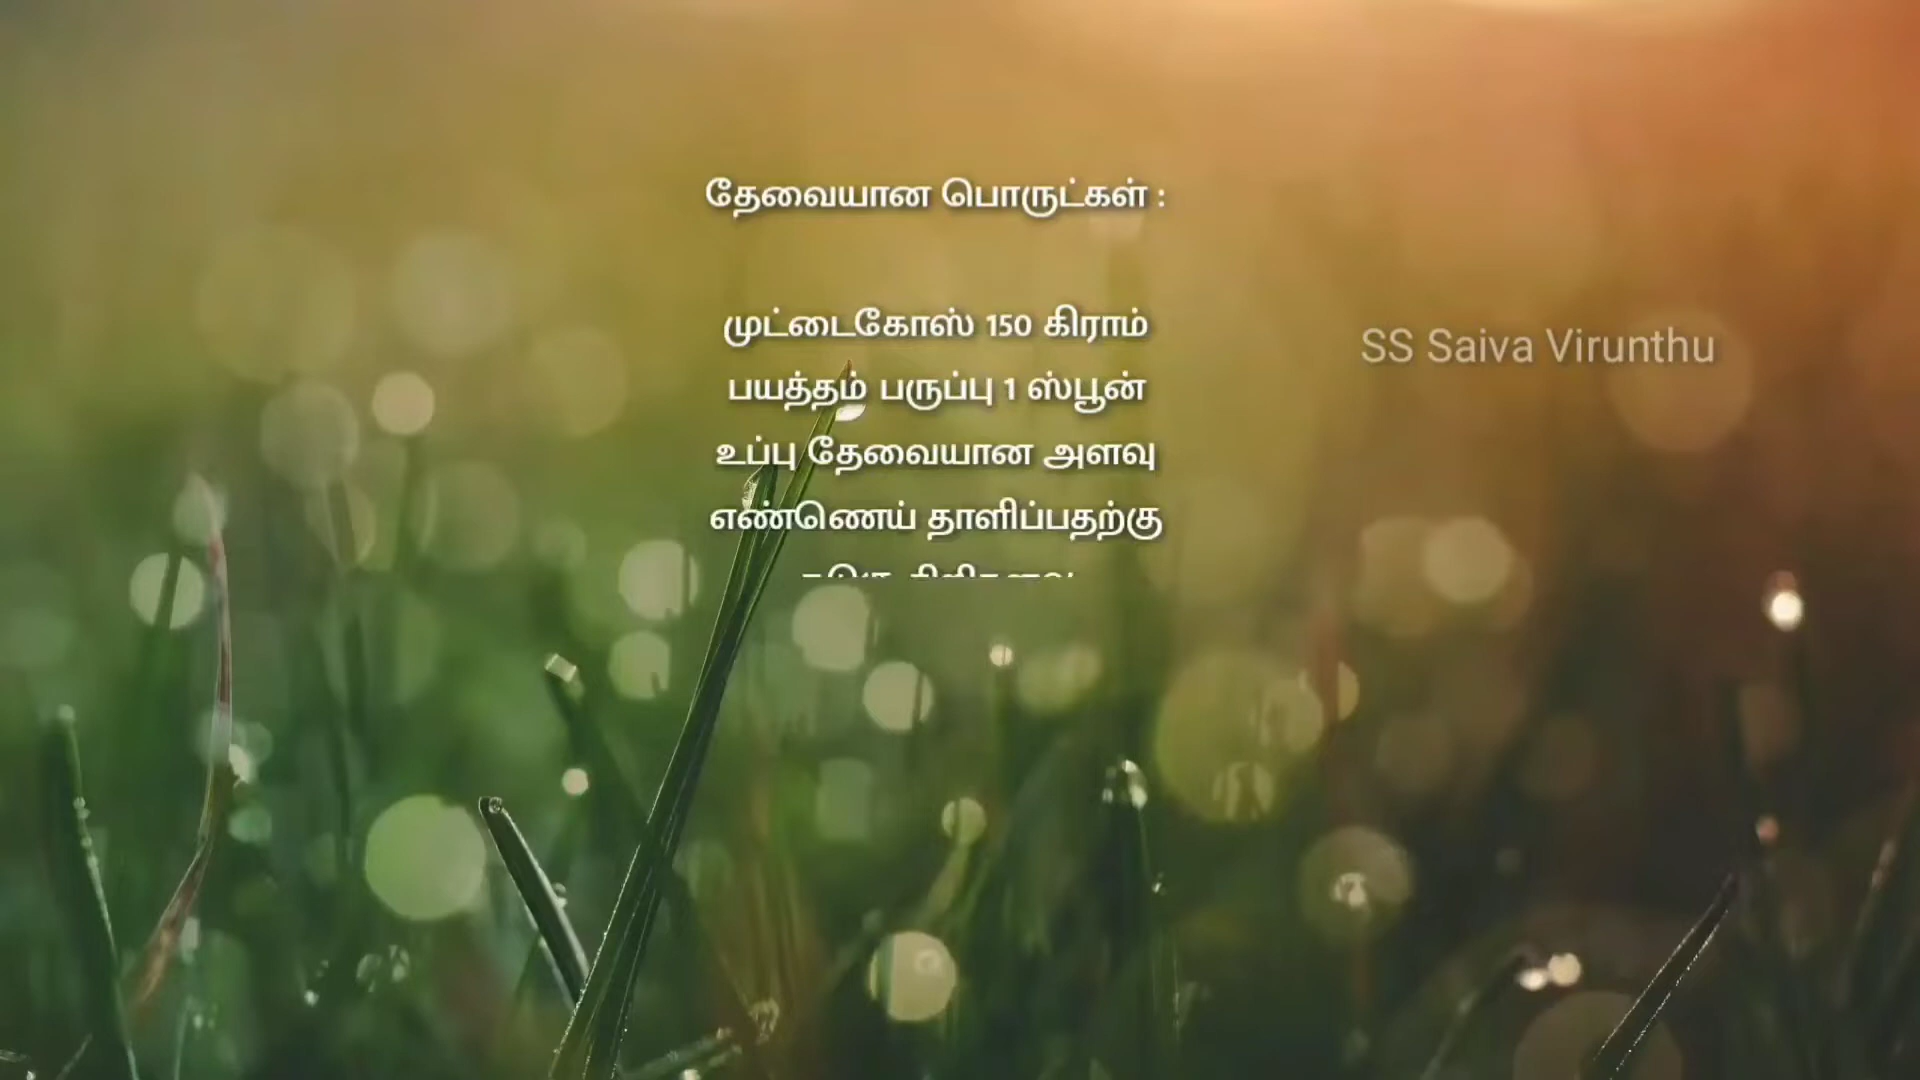 தேவையான பொருட்கள் :
முட்டைகோஸ் 150 கிராம்
SS Saiva Virunthu
பயத்தம் பருப்பு 1 ஸ்பூன்
உப்பு தேவையான அளவு
எண்ணெய் தாளிப்பதற்கு